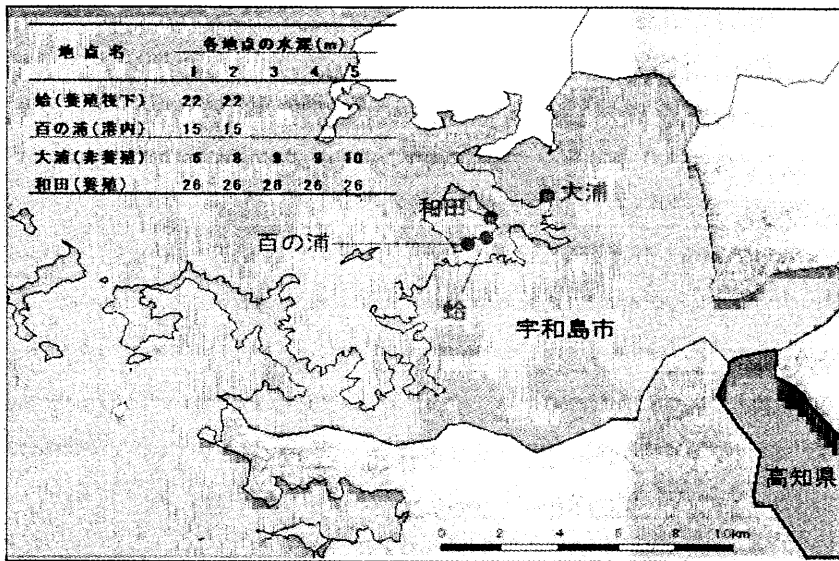 地点名 各地点の水深(m)
1 2 3 4 5
蛤(養殖筏下) 22 22
百の浦(港内) 15 15
大浦(非養殖) 6 8 9 9 10
和田(養殖) 26 26 26 26 26
和田
大浦
百の浦
蛤
宇和島市
高知県
0 2 4 6 8 10km